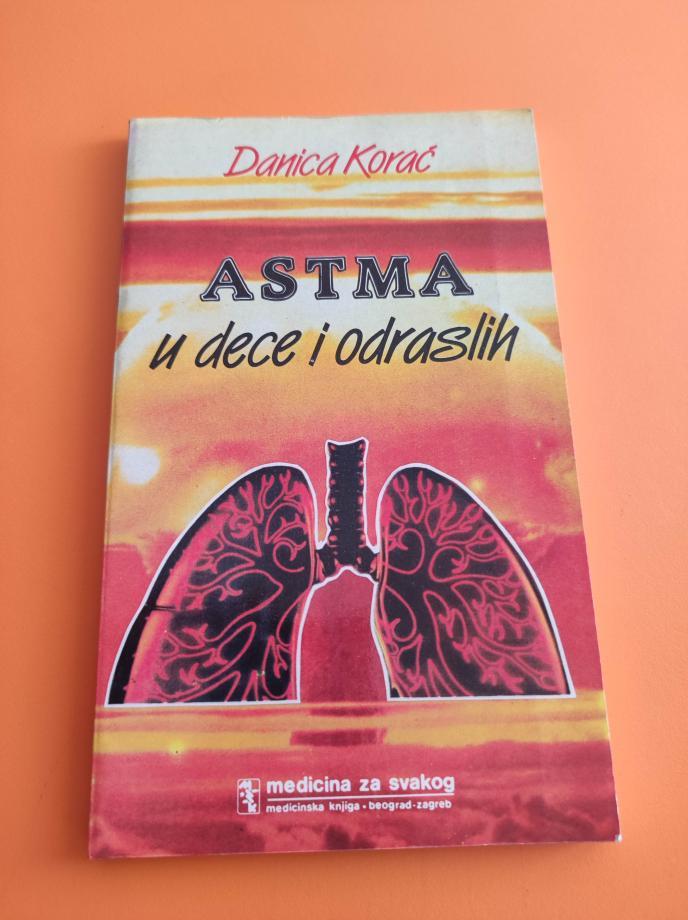 Danica Korać
ASTMA
u dece i odraslih
medicina za svakog
medicinska knjiga • beograd-zagreb